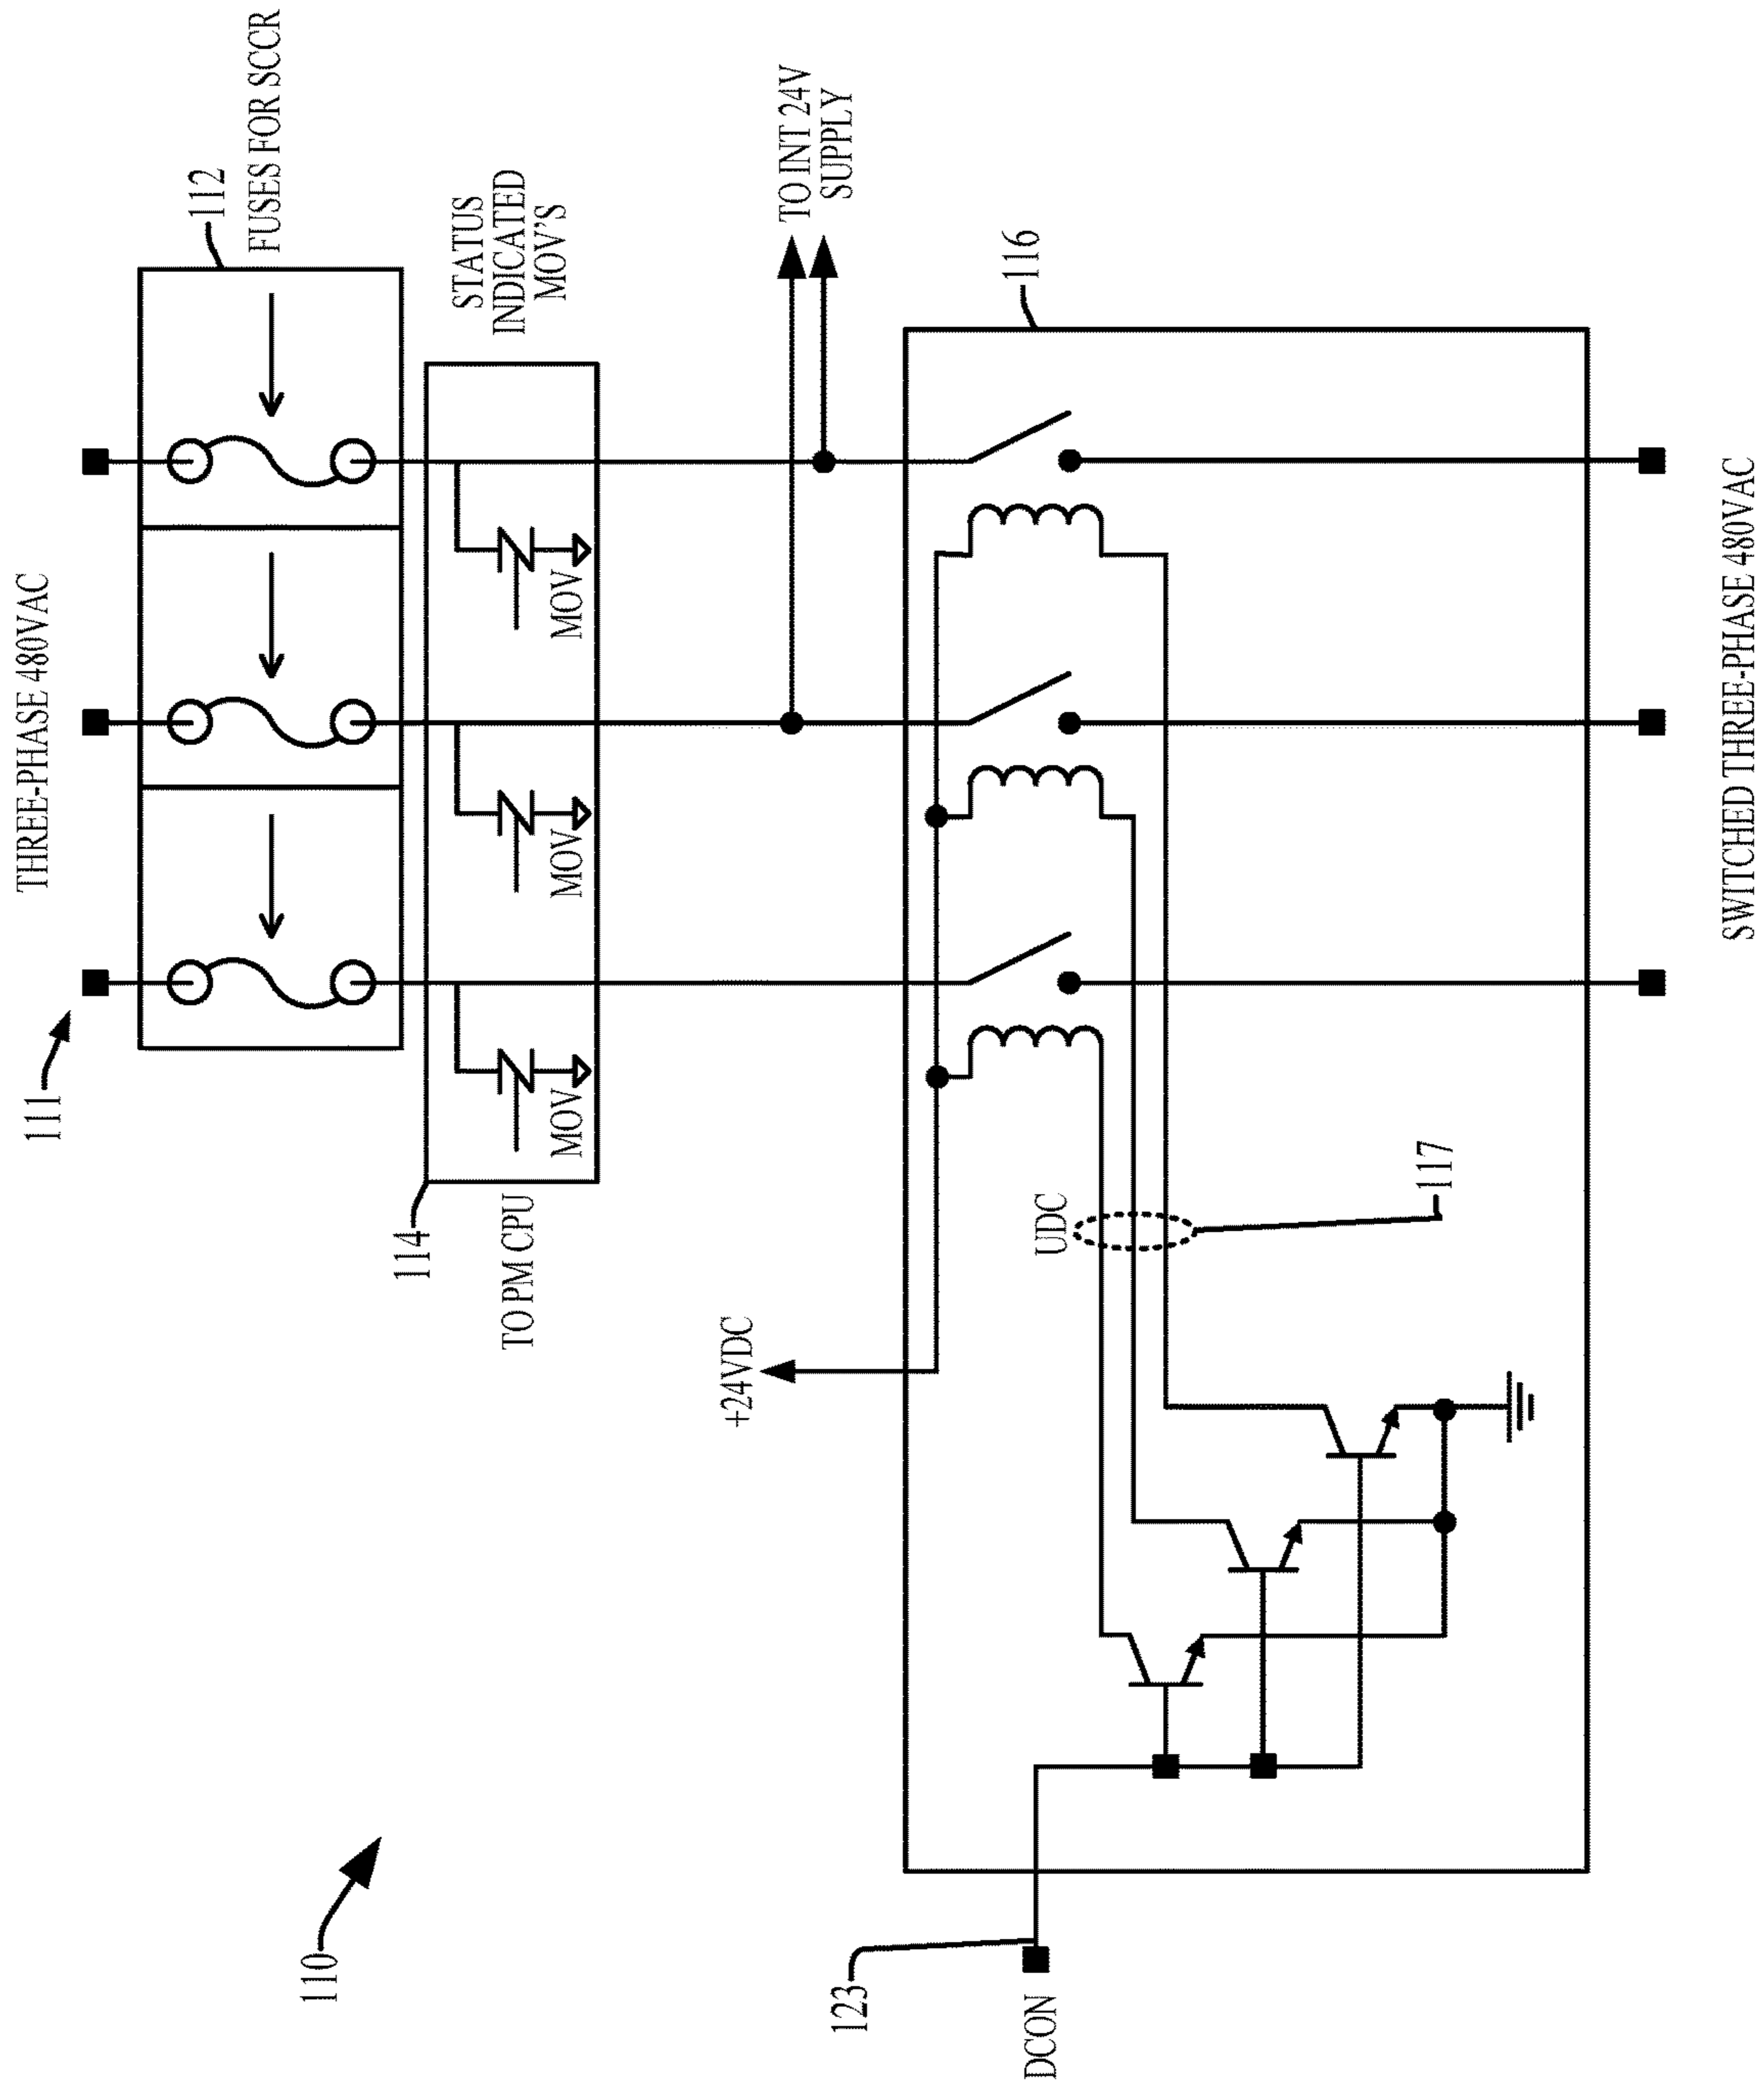 THREE-PHASE 480VAC
111
112
FUSES FOR SCCR
STATUS
INDICATED
MOV'S
MOV
MOV
MOV
114
TO PM CPU
TO INT 24V
SUPPLY
+24VDC
116
UDC
117
110
123
DCON
SWITCHED THREE-PHASE 480VAC